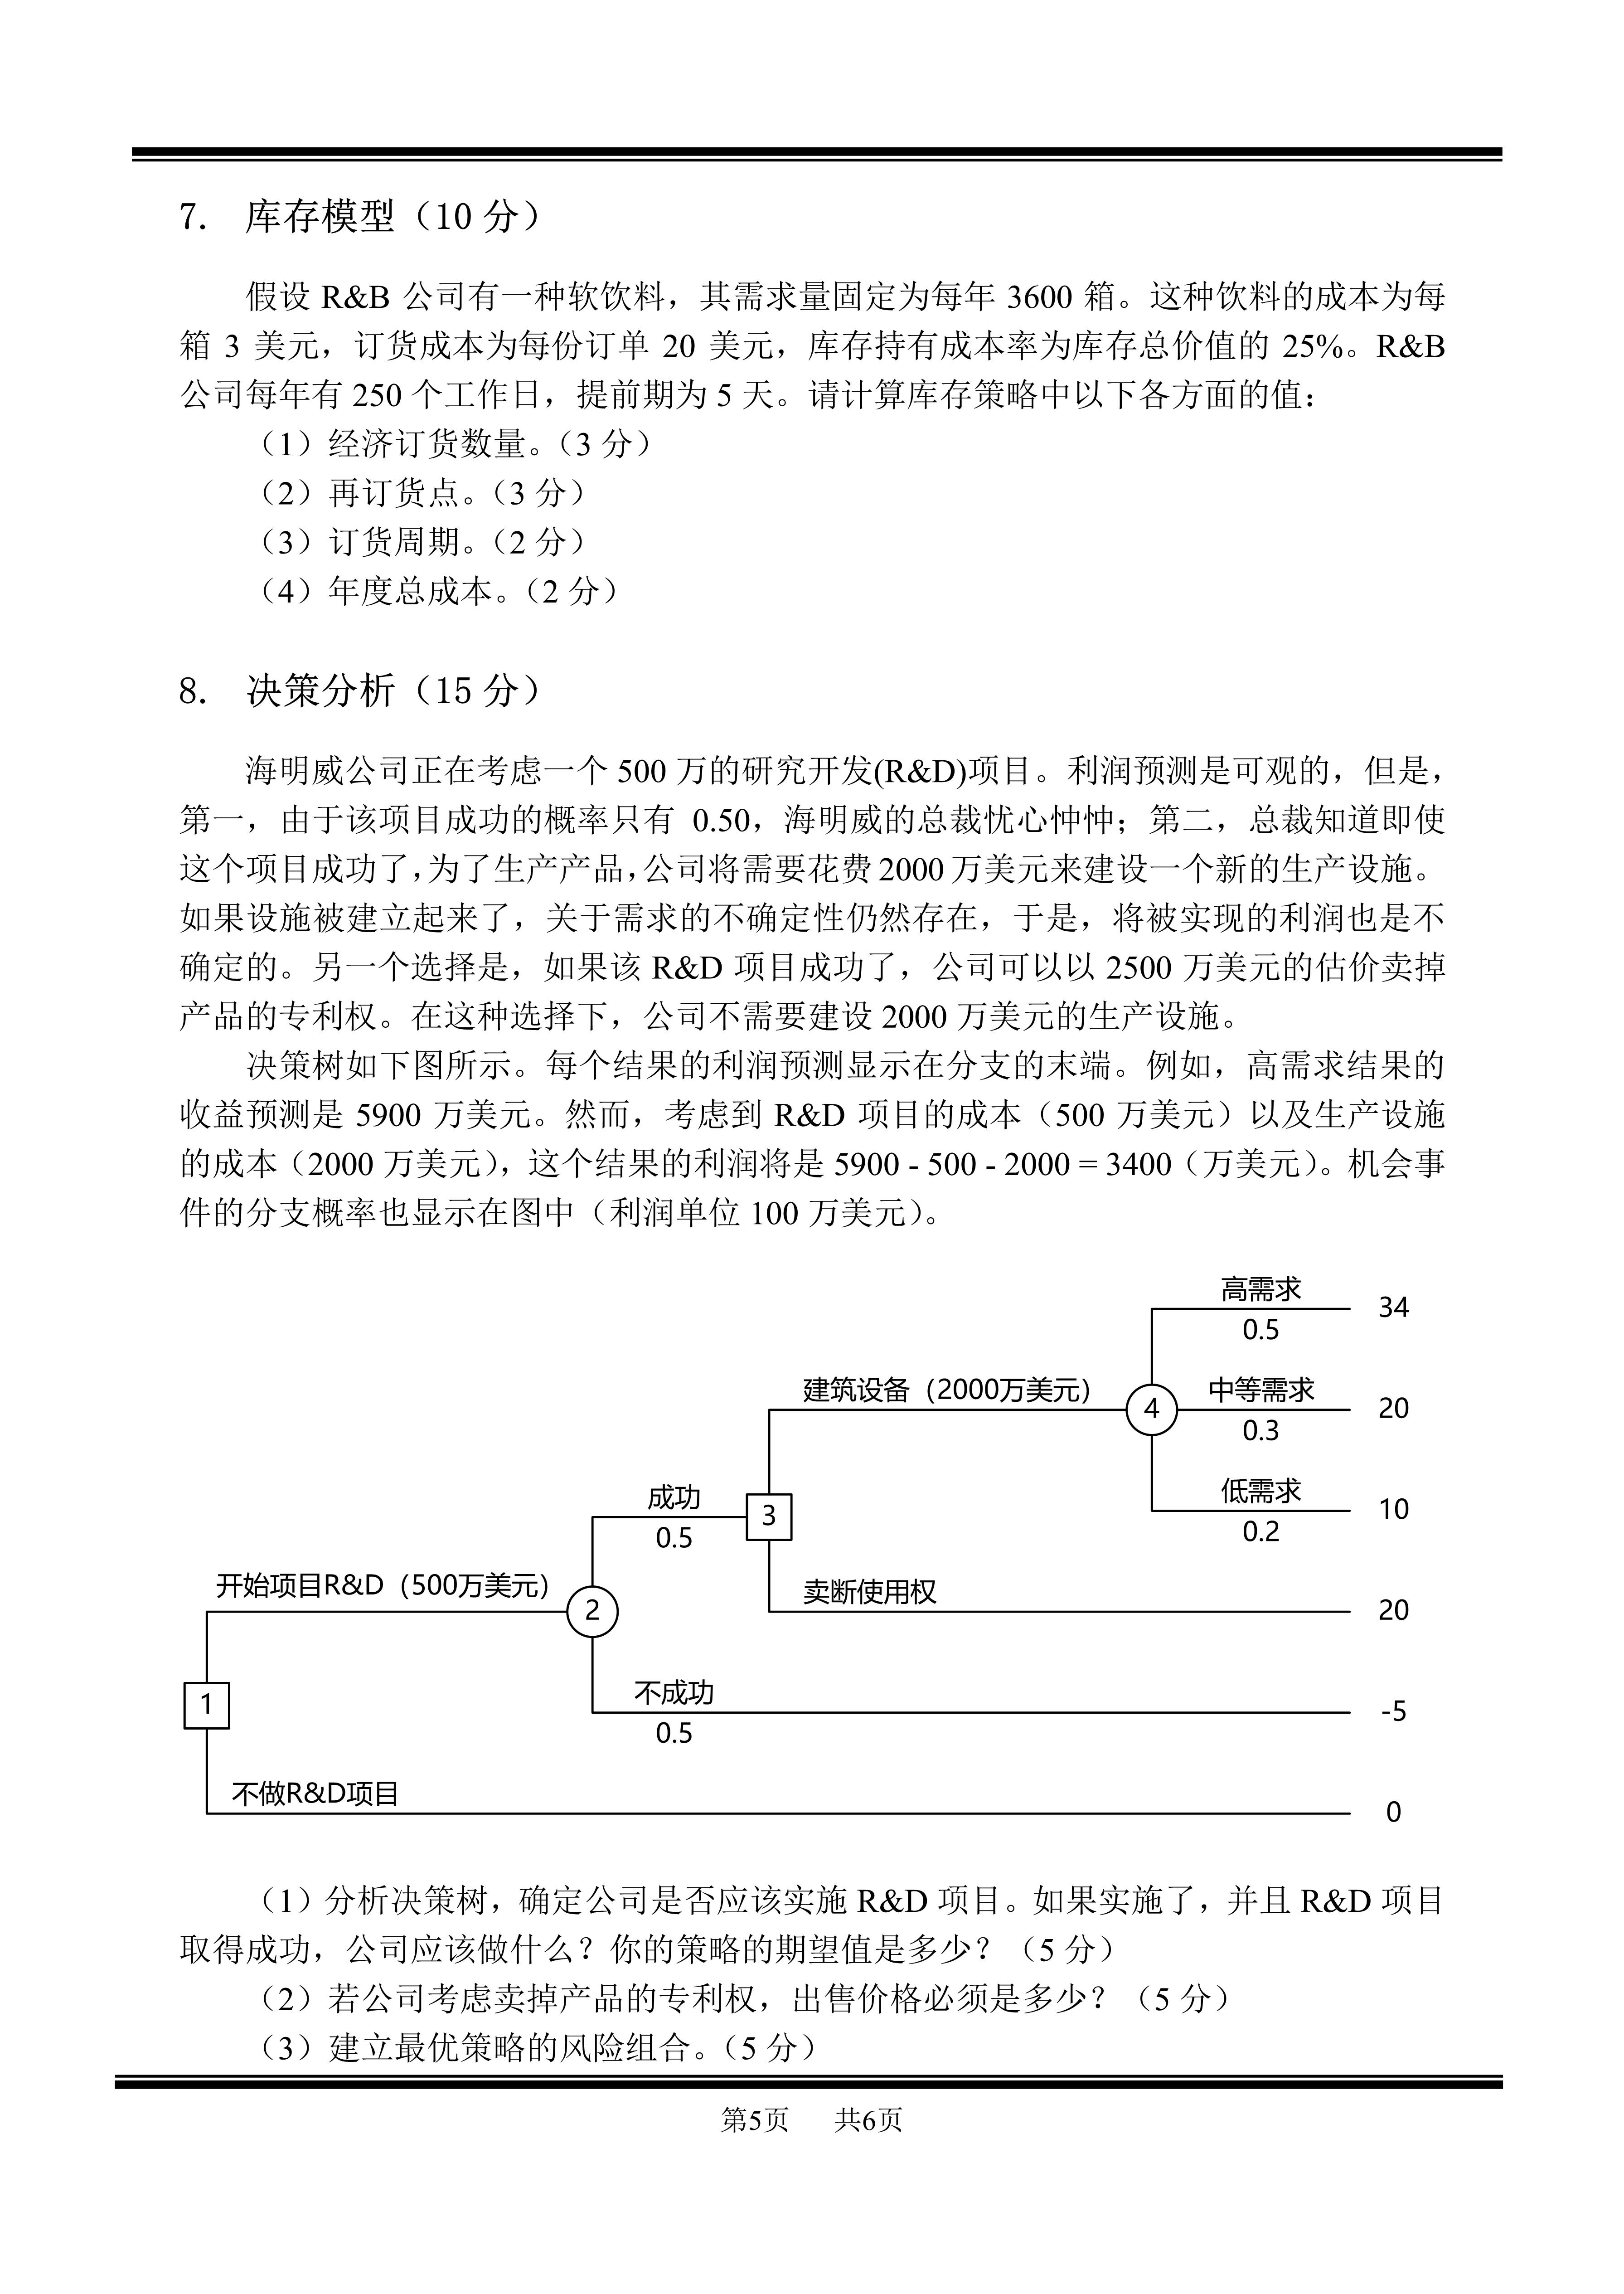 7. 库存模型（10 分）
假设 R&B 公司有一种软饮料，其需求量固定为每年 3600 箱。这种饮料的成本为每
箱 3 美元，订货成本为每份订单 20 美元，库存持有成本率为库存总价值的 25%。R&B
公司每年有 250 个工作日，提前期为 5 天。请计算库存策略中以下各方面的值：
（1）经济订货数量。（3 分）
（2）再订货点。（3 分）
（3）订货周期。（2 分）
（4）年度总成本。（2 分）
8. 决策分析（15 分）
海明威公司正在考虑一个 500 万的研究开发(R&D)项目。利润预测是可观的，但是，
第一，由于该项目成功的概率只有 0.50，海明威的总裁忧心忡忡；第二，总裁知道即使
这个项目成功了，为了生产产品，公司将需要花费 2000 万美元来建设一个新的生产设施。
如果设施被建立起来了，关于需求的不确定性仍然存在，于是，将被实现的利润也是不
确定的。另一个选择是，如果该 R&D 项目成功了，公司可以以 2500 万美元的估价卖掉
产品的专利权。在这种选择下，公司不需要建设 2000 万美元的生产设施。
决策树如下图所示。每个结果的利润预测显示在分支的末端。例如，高需求结果的
收益预测是 5900 万美元。然而，考虑到 R&D 项目的成本（500 万美元）以及生产设施
的成本（2000 万美元），这个结果的利润将是 5900 - 500 - 2000 = 3400（万美元）。机会事
件的分支概率也显示在图中（利润单位 100 万美元）。
高需求 34
0.5
建筑设备（2000万美元） 4 中等需求 20
0.3
低需求 10
0.2
成功 3
0.5
卖断使用权 20
开始项目R&D（500万美元） 2
不成功 -5
0.5
1
不做R&D项目 0
（1）分析决策树，确定公司是否应该实施 R&D 项目。如果实施了，并且 R&D 项目
取得成功，公司应该做什么？你的策略的期望值是多少？（5 分）
（2）若公司考虑卖掉产品的专利权，出售价格必须是多少？（5 分）
（3）建立最优策略的风险组合。（5 分）
第5页 共6页